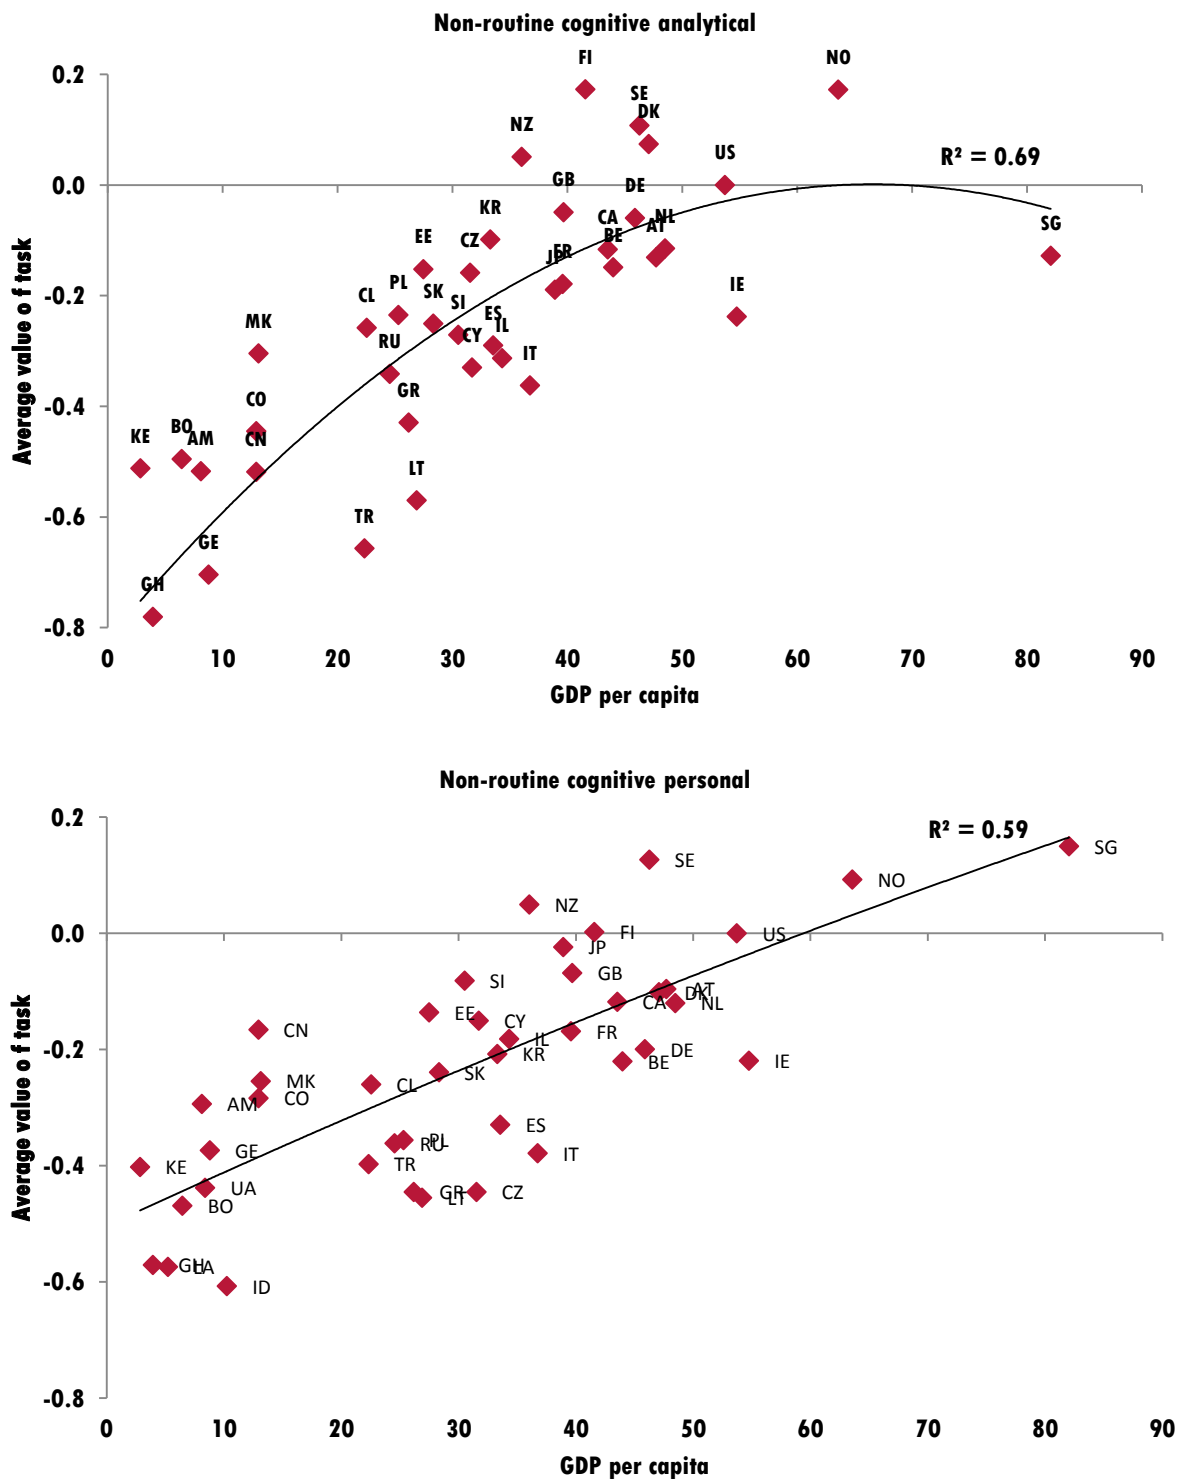 Non-routine cognitive analytical
FI
NO
0.2
SE
DK
NZ
US
R² = 0.69
GB
DE
0.0
KR
CA
NL
SG
EE
CZ
BE
AT
FR
JP
PL
SK
IE
-0.2
CL
SI
ES
MK
RU
CY
IL
IT
CO
GR
-0.4
KE
BO
AM
CN
LT
TR
-0.6
GE
GH
-0.8
0 10 20 30 40 50 60 70 80 90
GDP per capita
Average value o f task
Non-routine cognitive personal
0.2
R² = 0.59
SE
SG
NO
NZ
0.0
FI
US
JP
GB
SI
AT
DK
CA
NL
EE
CY
CN
FR
IL
-0.2
KR
DE
BE
IE
SK
MK
CL
CO
AM
ES
PL
RU
GE
IT
-0.4
KE
TR
UA
GR
LT
CZ
BO
GH
LA
-0.6
ID
-0.8
0 10 20 30 40 50 60 70 80 90
GDP per capita
Average value o f task